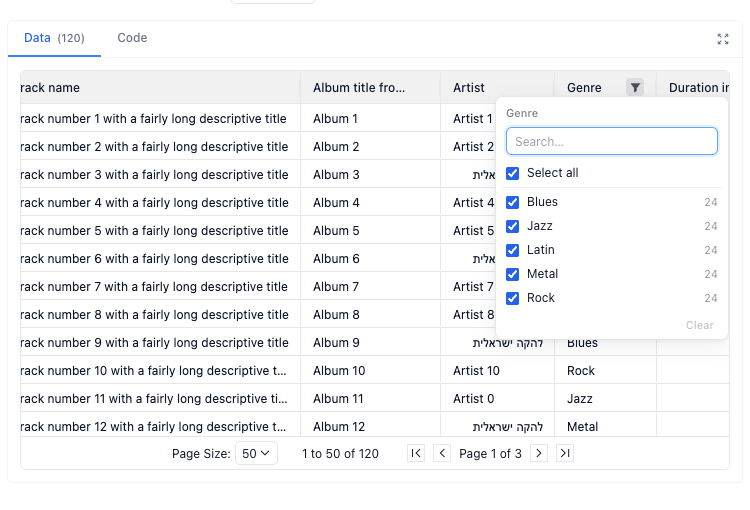 Data (120) Code
rack name Album title fro... Artist Genre Duration in
rack number 1 with a fairly long descriptive title Album 1 Artist 1
rack number 2 with a fairly long descriptive title Album 2 Artist 2
rack number 3 with a fairly long descriptive title Album 3 ישראלית
rack number 4 with a fairly long descriptive title Album 4 Artist 4
rack number 5 with a fairly long descriptive title Album 5 Artist 5
rack number 6 with a fairly long descriptive title Album 6 ישראלית
rack number 7 with a fairly long descriptive title Album 7 Artist 7
rack number 8 with a fairly long descriptive title Album 8 Artist 8
rack number 9 with a fairly long descriptive title Album 9 להקה ישראלית Blues
rack number 10 with a fairly long descriptive t... Album 10 Artist 10 Rock
rack number 11 with a fairly long descriptive ti... Album 11 Artist 0 Jazz
rack number 12 with a fairly long descriptive t... Album 12 להקה ישראלית Metal
Genre
Search...
Select all
Blues 24
Jazz 24
Latin 24
Metal 24
Rock 24
Clear
Page Size: 50 1 to 50 of 120 Page 1 of 3